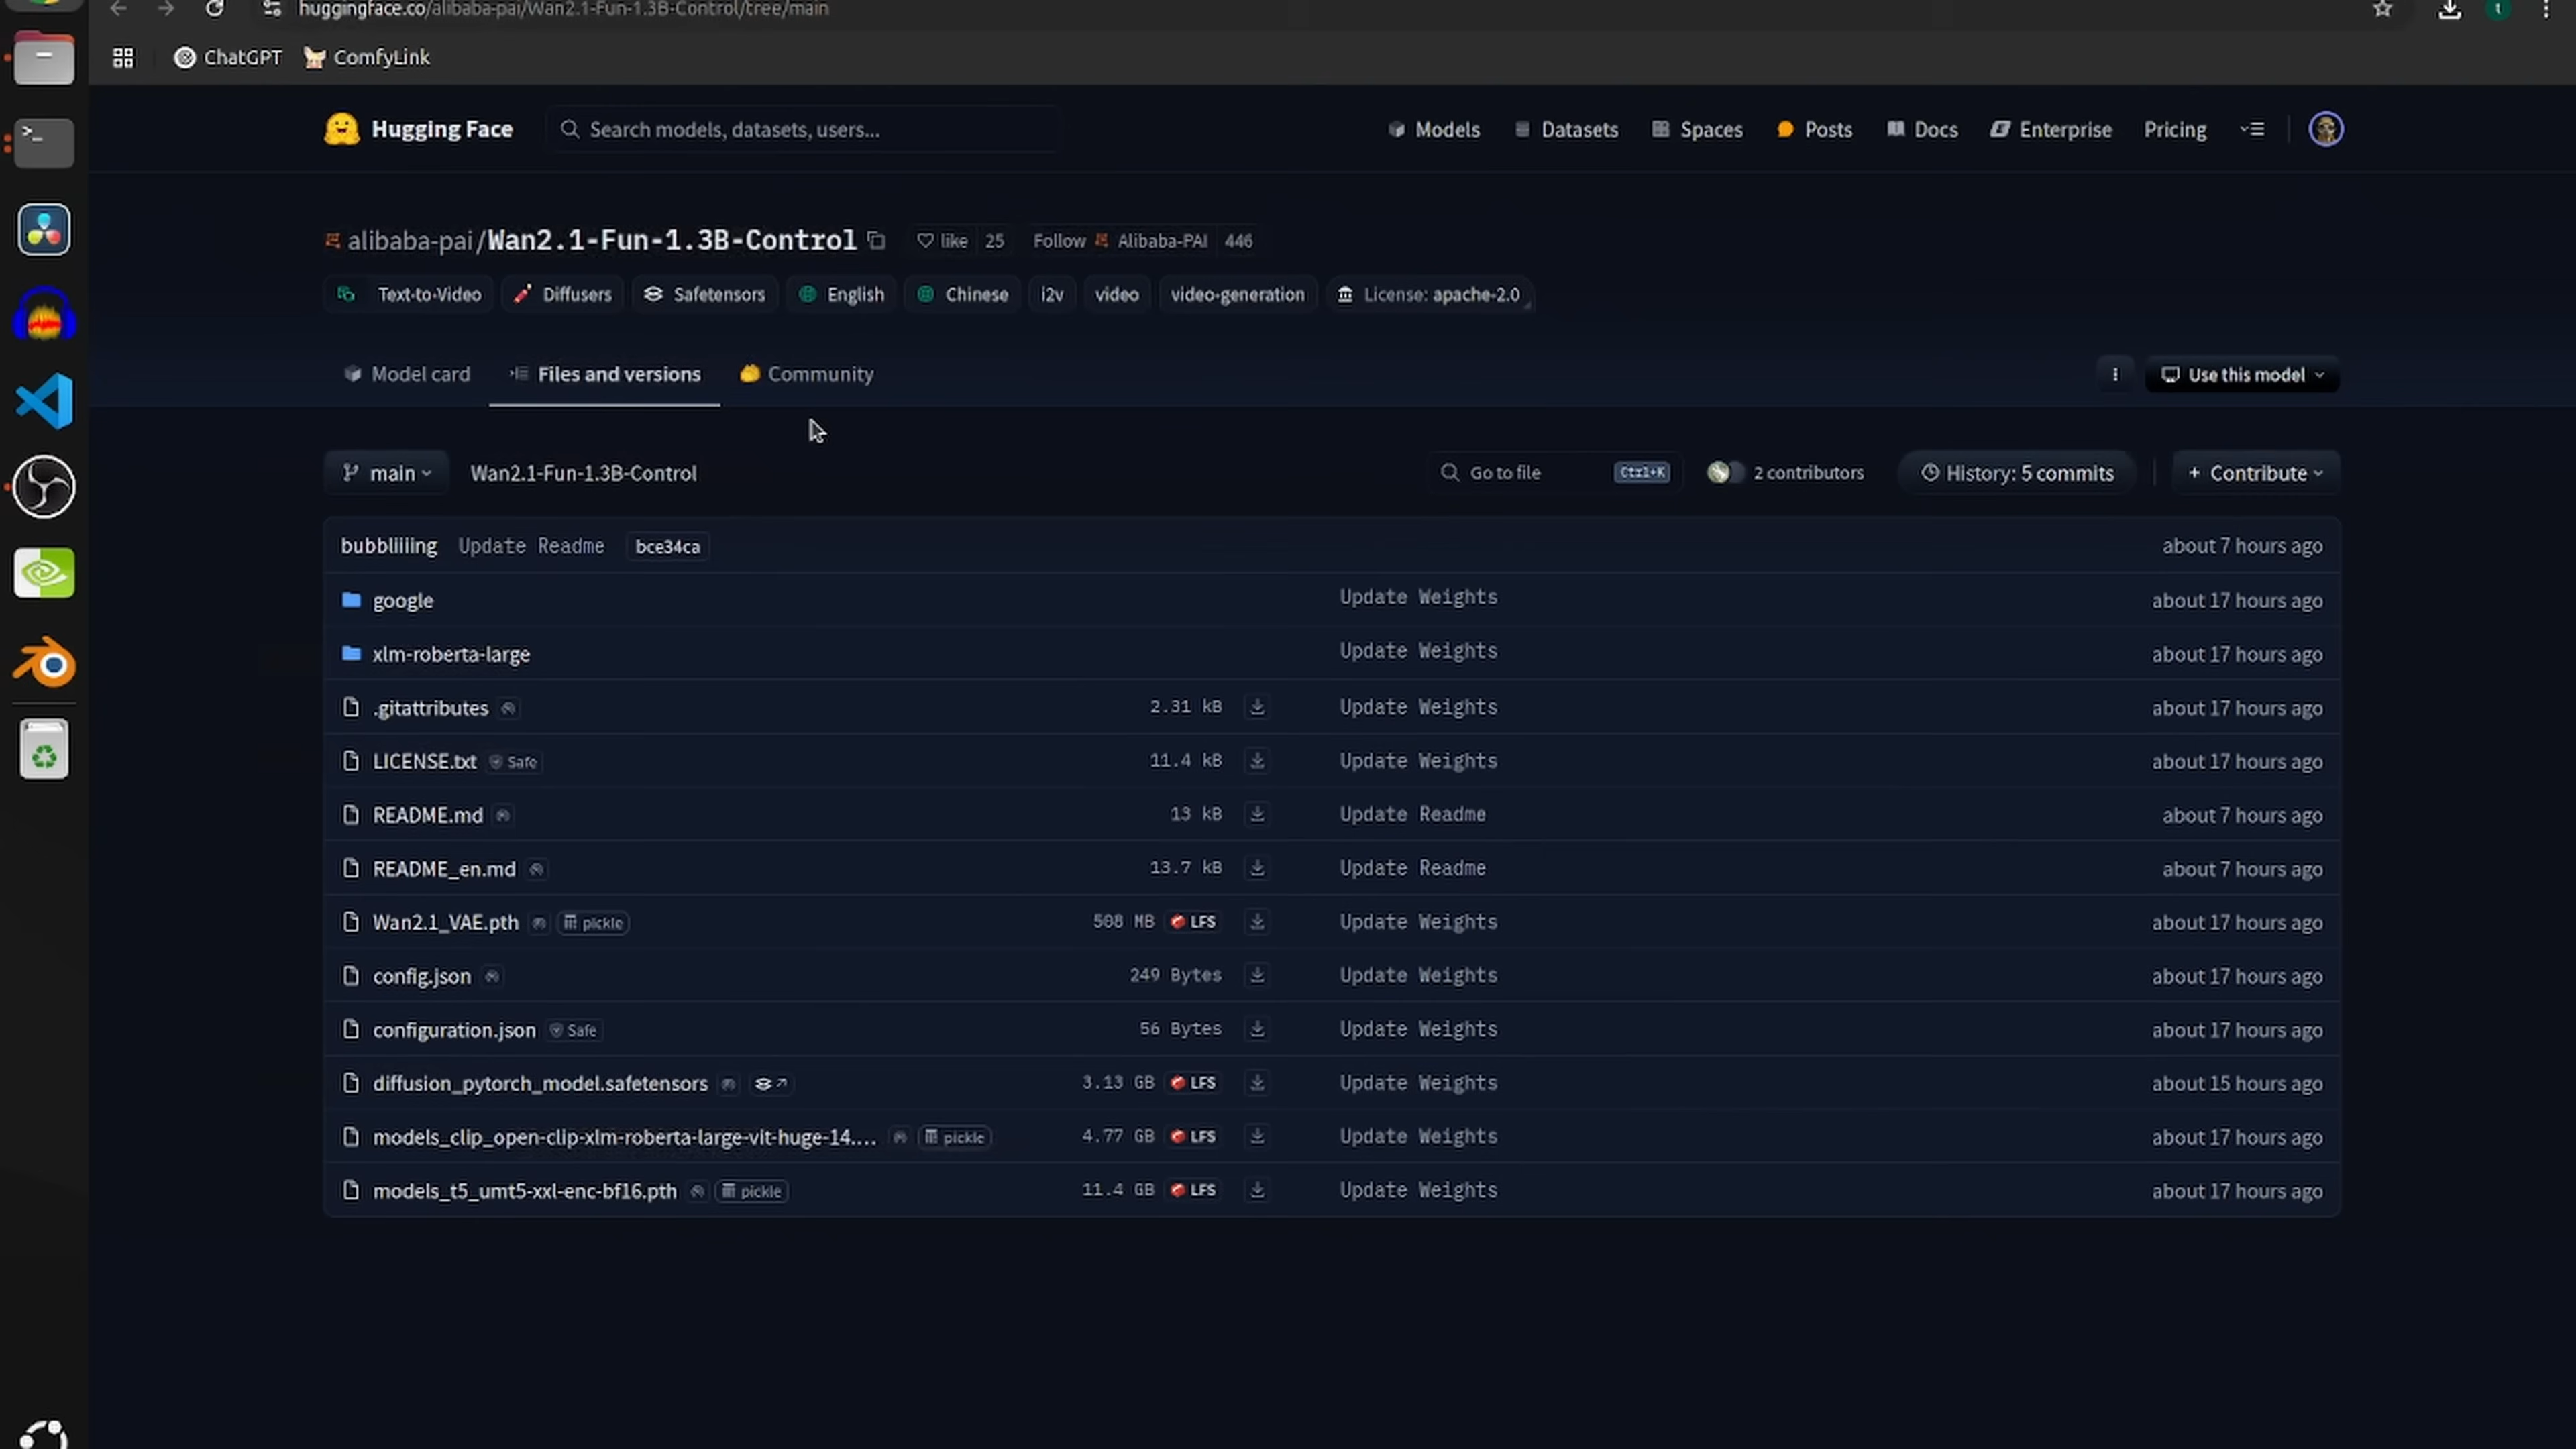 huggingface.co/alibaba-pai/Wan2.1-Fun-1.3B-Control/tree/main
ChatGPT ComfyLink
Hugging Face Search models, datasets, users... Models Datasets Spaces Posts Docs Enterprise Pricing
alibaba-pai/Wan2.1-Fun-1.3B-Control like 25 Follow Alibaba-PAI 446
Text-to-Video Diffusers Safetensors English Chinese i2v video video-generation License: apache-2.0
Model card Files and versions Community Use this model
main Wan2.1-Fun-1.3B-Control Go to file Ctrl+K 2 contributors History: 5 commits + Contribute
bubbliiiing Update Readme bce34ca about 7 hours ago
google Update Weights about 17 hours ago
xlm-roberta-large Update Weights about 17 hours ago
.gitattributes 2.31 kB Update Weights about 17 hours ago
LICENSE.txt Safe 11.4 kB Update Weights about 17 hours ago
README.md 13 kB Update Readme about 7 hours ago
README_en.md 13.7 kB Update Readme about 7 hours ago
Wan2.1_VAE.pth pickle 508 MB LFS Update Weights about 17 hours ago
config.json 249 Bytes Update Weights about 17 hours ago
configuration.json Safe 56 Bytes Update Weights about 17 hours ago
diffusion_pytorch_model.safetensors 3.13 GB LFS Update Weights about 15 hours ago
models_clip_open-clip-xlm-roberta-large-vit-huge-14.... pickle 4.77 GB LFS Update Weights about 17 hours ago
models_t5_umt5-xxl-enc-bf16.pth pickle 11.4 GB LFS Update Weights about 17 hours ago